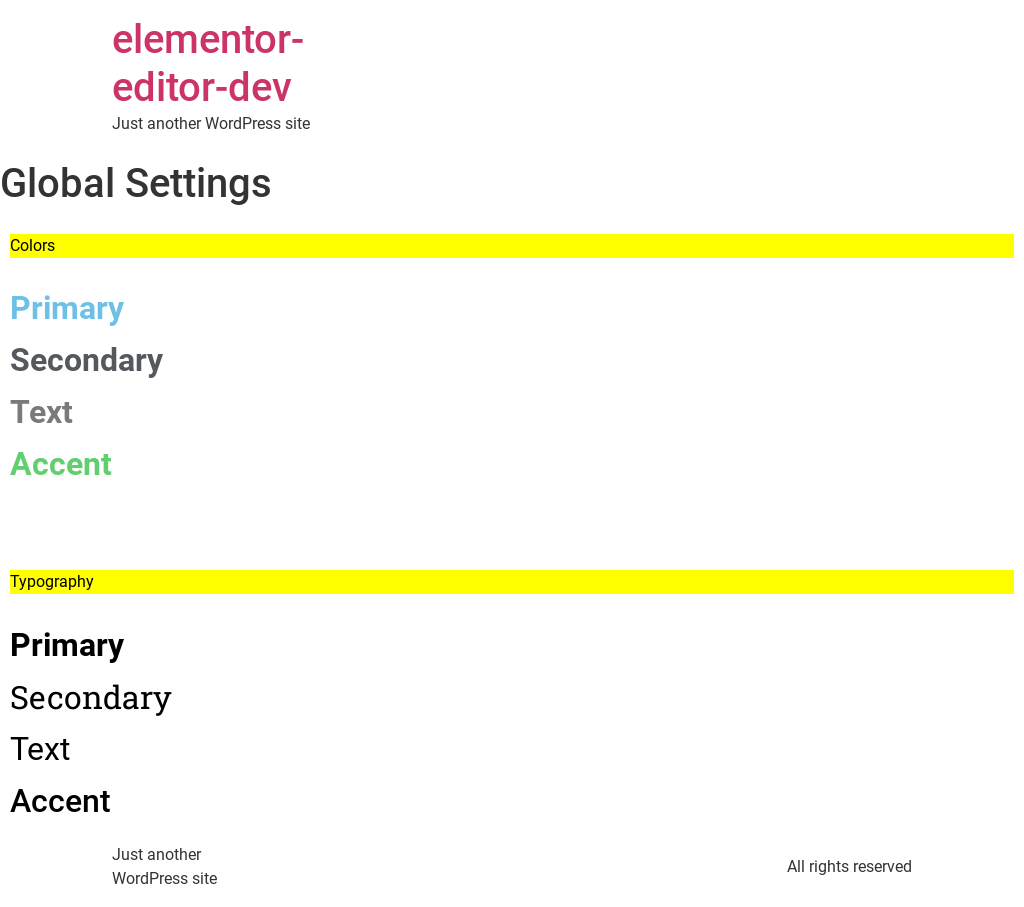 elementor-
editor-dev
Just another WordPress site
Global Settings
Colors
Primary
Secondary
Text
Accent
Typography
Primary
Secondary
Text
Accent
Just another
WordPress site
All rights reserved